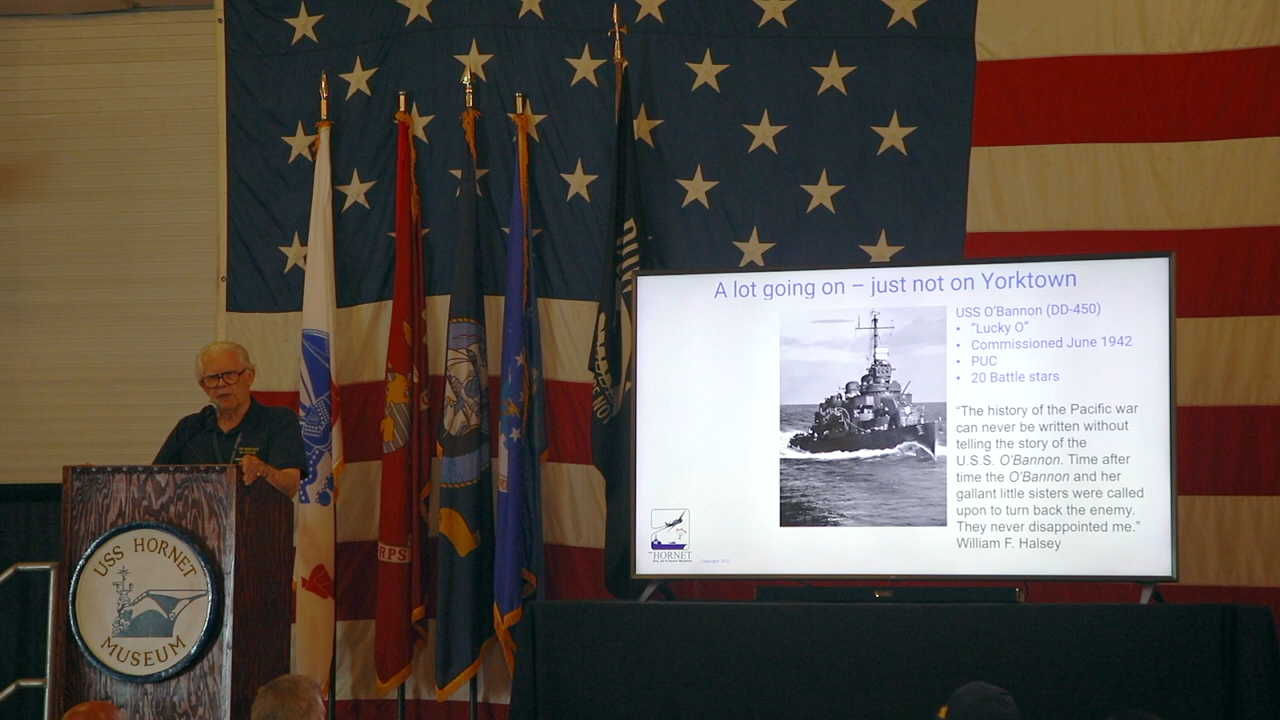 A lot going on – just not on Yorktown
USS O'Bannon (DD-450)
• "Lucky O"
• Commissioned June 1942
• PUC
• 20 Battle stars
"The history of the Pacific war
can never be written without
telling the story of the
U.S.S. O'Bannon. Time after
time the O'Bannon and her
gallant little sisters were called
upon to turn back the enemy.
They never disappointed me."
William F. Halsey
HORNET
USS HORNET
MUSEUM
RPS